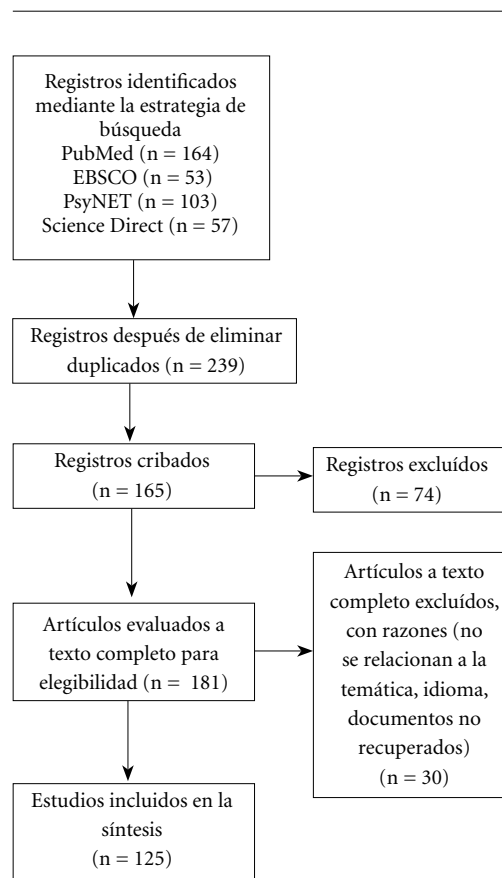 Registros identificados
mediante la estrategia de
búsqueda
PubMed (n = 164)
EBSCO (n = 53)
PsyNET (n = 103)
Science Direct (n = 57)
Registros después de eliminar
duplicados (n = 239)
Registros cribados
(n = 165)
Registros excluídos
(n = 74)
Artículos evaluados a
texto completo para
elegibilidad (n = 181)
Artículos a texto
completo excluídos,
con razones (no
se relacionan a la
temática, idioma,
documentos no
recuperados)
(n = 30)
Estudios incluidos en la
síntesis
(n = 125)